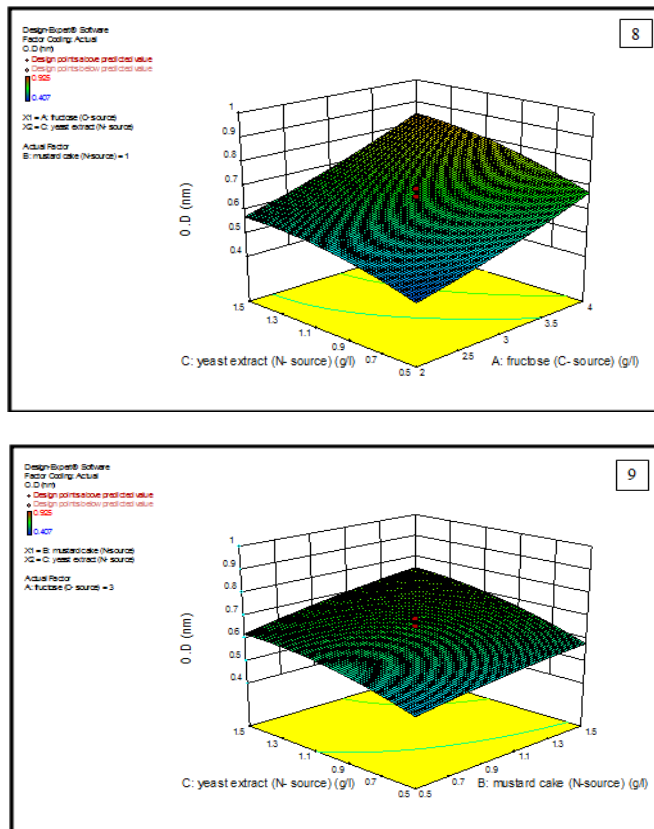 8
Design-Expert® Software
Factor Coding: Actual
O.D (nm)
Design points above predicted value
Design points below predicted value
0.925
0.407
X1 = A: fructose (C-source)
X2 = C: yeast extract (N- source)
Actual Factor
B: mustard cake (N-source) = 1
1
0.9
0.8
0.7
0.6
0.5
0.4
O.D (nm)
1.5
1.3
1.1
0.9
0.7
0.5
2
2.5
3
3.5
4
C: yeast extract (N- source) (g/l)
A: fructose (C- source) (g/l)
9
Design-Expert® Software
Factor Coding: Actual
O.D (nm)
Design points above predicted value
Design points below predicted value
0.925
0.407
X1 = B: mustard cake (N-source)
X2 = C: yeast extract (N- source)
Actual Factor
A: fructose (C- source) = 3
1
0.9
0.8
0.7
0.6
0.5
0.4
O.D (nm)
1.5
1.3
1.1
0.9
0.7
0.5
0.5
0.7
0.9
1.1
1.3
1.5
C: yeast extract (N- source) (g/l)
B: mustard cake (N-source) (g/l)